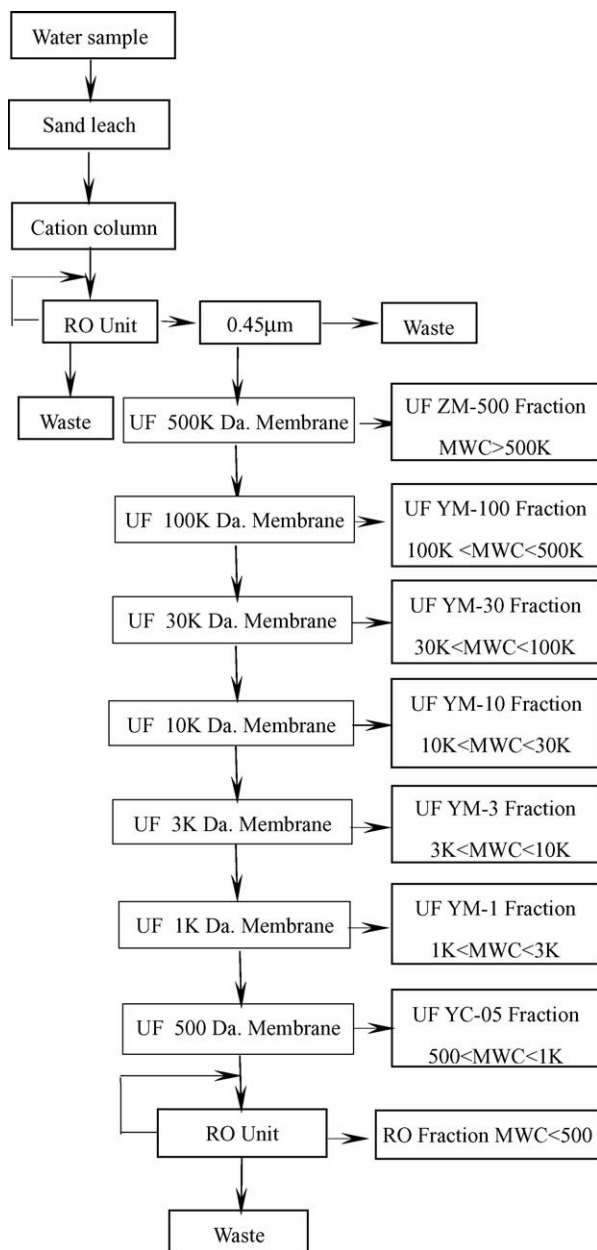 Water sample
Sand leach
Cation column
RO Unit
0.45μm
Waste
Waste
UF 500K Da. Membrane
UF ZM-500 Fraction
MWC>500K
UF 100K Da. Membrane
UF YM-100 Fraction
100K <MWC<500K
UF 30K Da. Membrane
UF YM-30 Fraction
30K<MWC<100K
UF 10K Da. Membrane
UF YM-10 Fraction
10K<MWC<30K
UF 3K Da. Membrane
UF YM-3 Fraction
3K<MWC<10K
UF 1K Da. Membrane
UF YM-1 Fraction
1K<MWC<3K
UF 500 Da. Membrane
UF YC-05 Fraction
500<MWC<1K
RO Unit
RO Fraction MWC<500
Waste